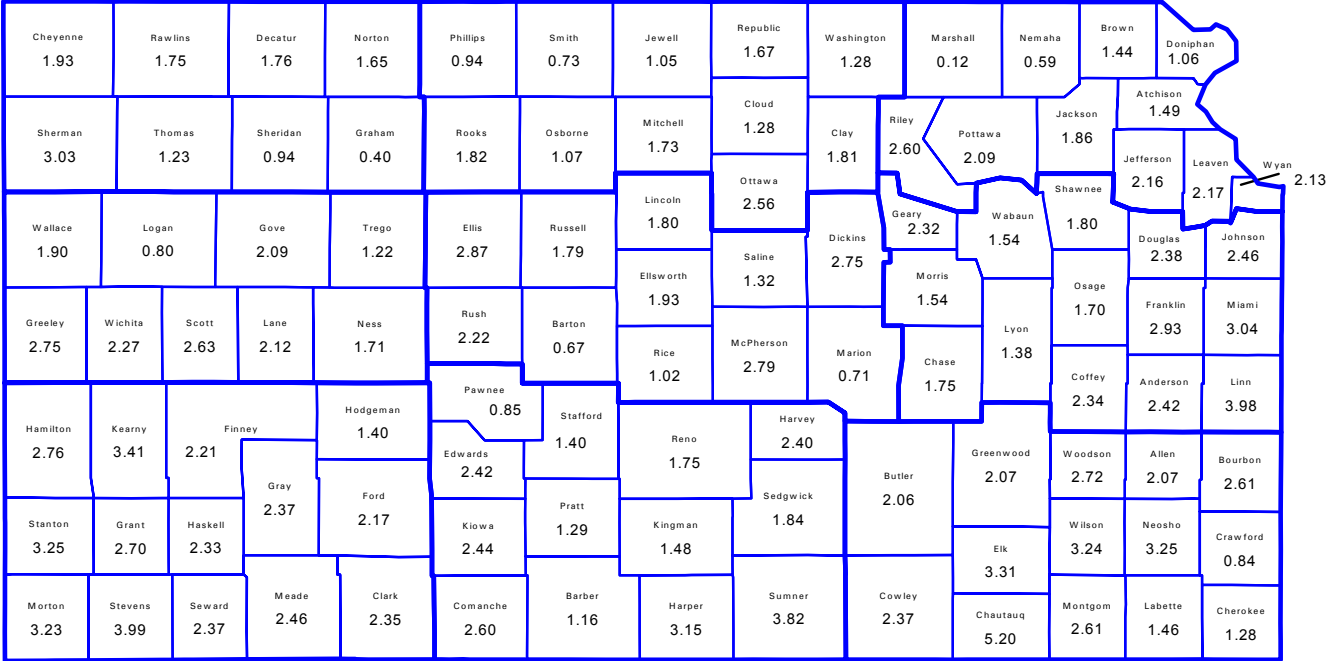 Cheyenne
1.93
Rawlins
1.75
Decatur
1.76
Norton
1.65
Phillips
0.94
Smith
0.73
Jewell
1.05
Republic
1.67
Washington
1.28
Marshall
0.12
Nemaha
0.59
Brown
1.44
Doniphan
1.06
Sherman
3.03
Thomas
1.23
Sheridan
0.94
Graham
0.40
Rooks
1.82
Osborne
1.07
Mitchell
1.73
Cloud
1.28
Clay
1.81
Riley
2.60
Pottawa
2.09
Jackson
1.86
Atchison
1.49
Jefferson
2.16
Leaven
2.17
Wyan
2.13
Wallace
1.90
Logan
0.80
Gove
2.09
Trego
1.22
Ellis
2.87
Russell
1.79
Lincoln
1.80
Ottawa
2.56
Dickins
2.75
Geary
2.32
Wabaun
1.54
Shawnee
1.80
Douglas
2.38
Johnson
2.46
Ellsworth
1.93
Saline
1.32
Morris
1.54
Osage
1.70
Franklin
2.93
Miami
3.04
Greeley
2.75
Wichita
2.27
Scott
2.63
Lane
2.12
Ness
1.71
Rush
2.22
Barton
0.67
Rice
1.02
McPherson
2.79
Marion
0.71
Chase
1.75
Lyon
1.38
Coffey
2.34
Anderson
2.42
Linn
3.98
Hamilton
2.76
Kearny
3.41
Finney
2.21
Hodgeman
1.40
Pawnee
0.85
Stafford
1.40
Reno
1.75
Harvey
2.40
Butler
2.06
Greenwood
2.07
Woodson
2.72
Allen
2.07
Bourbon
2.61
Gray
2.37
Ford
2.17
Edwards
2.42
Pratt
1.29
Sedgwick
1.84
Stanton
3.25
Grant
2.70
Haskell
2.33
Kiowa
2.44
Kingman
1.48
Elk
3.31
Wilson
3.24
Neosho
3.25
Crawford
0.84
Morton
3.23
Stevens
3.99
Seward
2.37
Meade
2.46
Clark
2.35
Comanche
2.60
Barber
1.16
Harper
3.15
Sumner
3.82
Cowley
2.37
Chautauq
5.20
Montgom
2.61
Labette
1.46
Cherokee
1.28